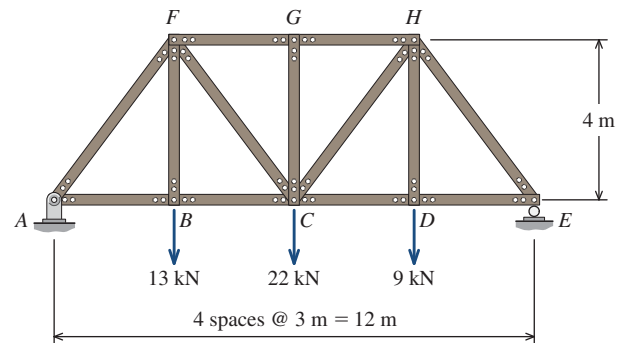 F G H
4 m
A B C D E
13 kN 22 kN 9 kN
4 spaces @ 3 m = 12 m